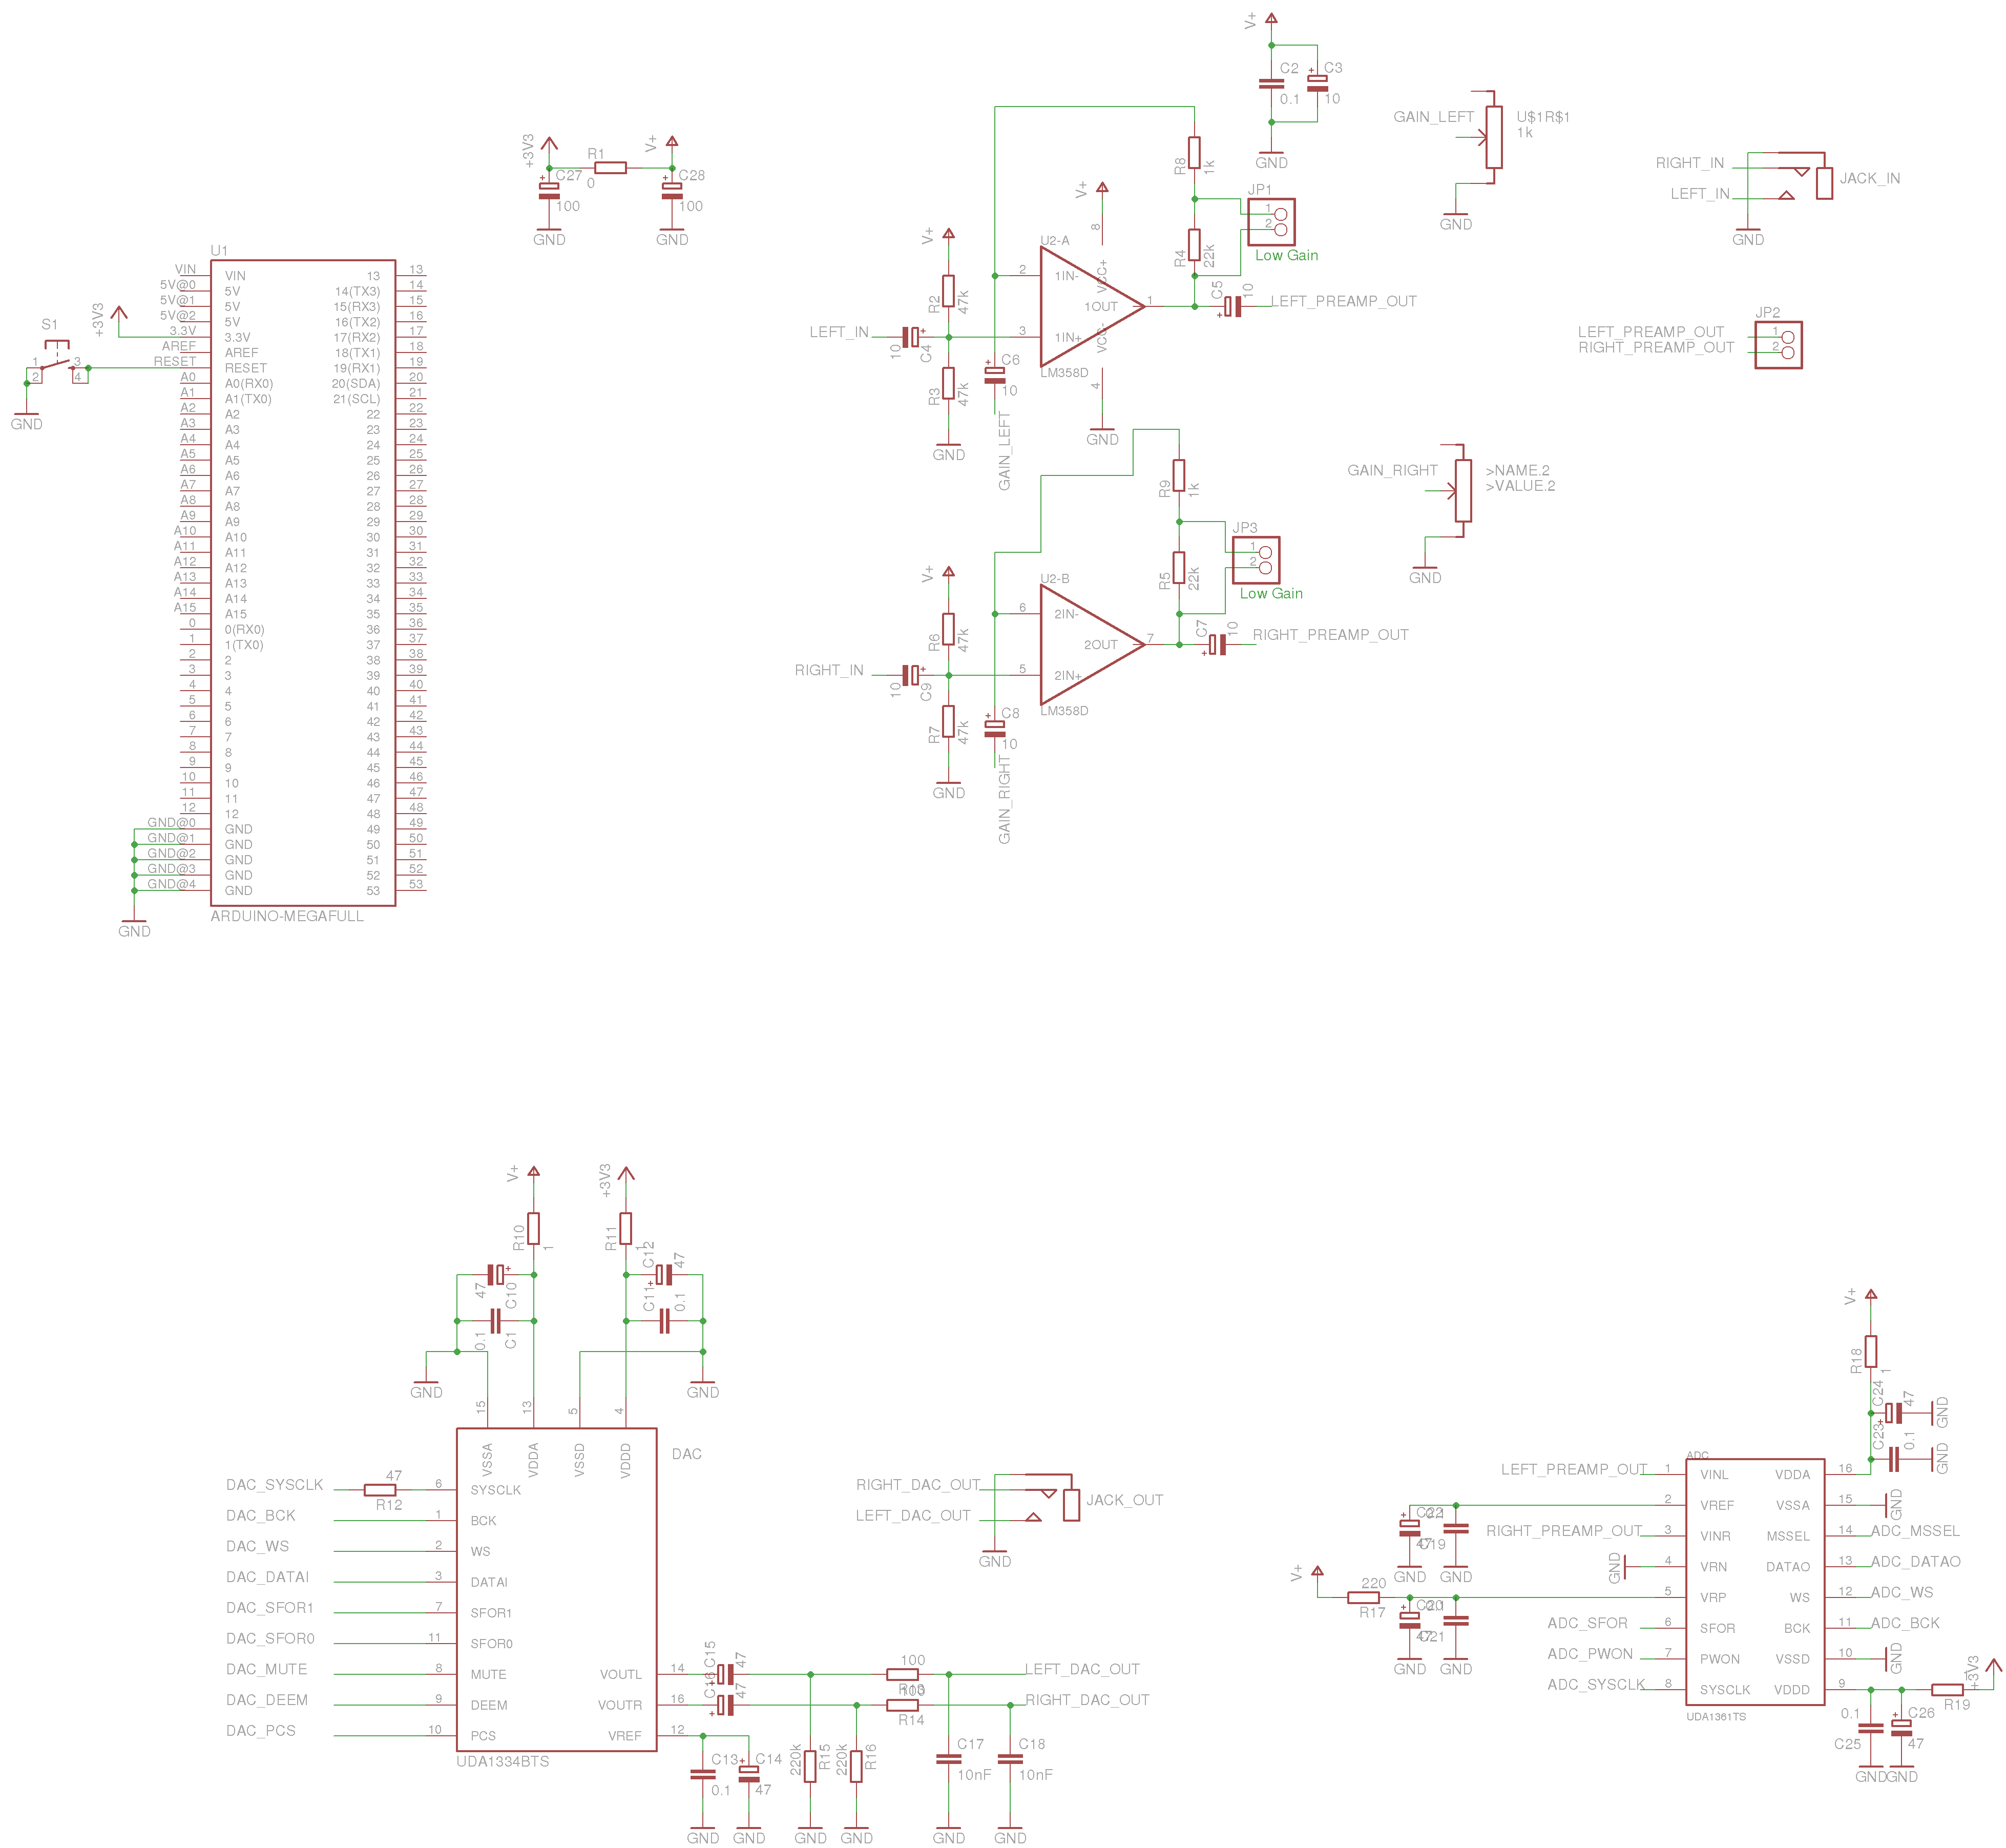 V+
C2
0.1
C3
10
GND
GAIN_LEFT
U$1R$1
1k
GND
RIGHT_IN
LEFT_IN
JACK_IN
GND
+3V3
R1
0
V+
C27
100
C28
100
GND
GND
R8
1k
JP1
1
2
Low Gain
R4
22k
V+
8
U2-A
2
1IN-
VCC+
1OUT
1
3
1IN+
VCC-
LM358D
4
GND
C5
10
LEFT_PREAMP_OUT
V+
R2
47k
LEFT_IN
10
C4
R3
47k
GND
C6
10
GAIN_LEFT
LEFT_PREAMP_OUT
RIGHT_PREAMP_OUT
JP2
1
2
GAIN_RIGHT
>NAME.2
>VALUE.2
GND
R9
1k
JP3
1
2
Low Gain
R5
22k
V+
R6
47k
U2-B
6
2IN-
2OUT
7
5
2IN+
LM358D
C7
10
RIGHT_PREAMP_OUT
RIGHT_IN
10
C9
R7
47k
GND
C8
10
GAIN_RIGHT
S1
1
2
3
4
GND
+3V3
U1
VIN VIN 13 13
5V@0 5V 14(TX3) 14
5V@1 5V 15(RX3) 15
5V@2 5V 16(TX2) 16
3.3V 3.3V 17(RX2) 17
AREF AREF 18(TX1) 18
RESET RESET 19(RX1) 19
A0 A0(RX0) 20(SDA) 20
A1 A1(TX0) 21(SCL) 21
A2 A2 22 22
A3 A3 23 23
A4 A4 24 24
A5 A5 25 25
A6 A6 26 26
A7 A7 27 27
A8 A8 28 28
A9 A9 29 29
A10 A10 30 30
A11 A11 31 31
A12 A12 32 32
A13 A13 33 33
A14 A14 34 34
A15 A15 35 35
0 0(RX0) 36 36
1 1(TX0) 37 37
2 2 38 38
3 3 39 39
4 4 40 40
5 5 41 41
6 6 42 42
7 7 43 43
8 8 44 44
9 9 45 45
10 10 46 46
11 11 47 47
12 12 48 48
GND@0 GND 49 49
GND@1 GND 50 50
GND@2 GND 51 51
GND@3 GND 52 52
GND@4 GND 53 53
ARDUINO-MEGAFULL
GND
V+
R10
1
+3V3
R11
1
47
C10
0.1
C1
C12
47
C11
0.1
GND
GND
15
13
5
4
VSSA
VDDA
VSSD
VDDD
DAC
DAC_SYSCLK 47 R12 6 SYSCLK
DAC_BCK 1 BCK
DAC_WS 2 WS
DAC_DATAI 3 DATAI
DAC_SFOR1 7 SFOR1
DAC_SFOR0 11 SFOR0
DAC_MUTE 8 MUTE
DAC_DEEM 9 DEEM
DAC_PCS 10 PCS
VOUTL 14
VOUTR 16
VREF 12
UDA1334BTS
C15
47
C16
47
100
R13
LEFT_DAC_OUT
100
R14
RIGHT_DAC_OUT
C13
0.1
C14
47
220k
R15
220k
R16
C17
10nF
C18
10nF
GND
GND
GND
GND
GND
GND
RIGHT_DAC_OUT
LEFT_DAC_OUT
JACK_OUT
GND
V+
R18
1
C24
47
GND
C23
0.1
GND
ADC
LEFT_PREAMP_OUT 1 VINL VDDA 16
2 VREF VSSA 15 GND
RIGHT_PREAMP_OUT 3 VINR MSSEL 14 ADC_MSSEL
GND 4 VRN DATAO 13 ADC_DATAO
5 VRP WS 12 ADC_WS
ADC_SFOR 6 SFOR BCK 11 ADC_BCK
ADC_PWON 7 PWON VSSD 10 GND
ADC_SYSCLK 8 SYSCLK VDDD 9
UDA1361TS
C22
47
C19
GND
GND
V+
220
R17
C20
47
C21
GND
GND
+3V3
R19
0.1
C25
C26
47
GND
GND